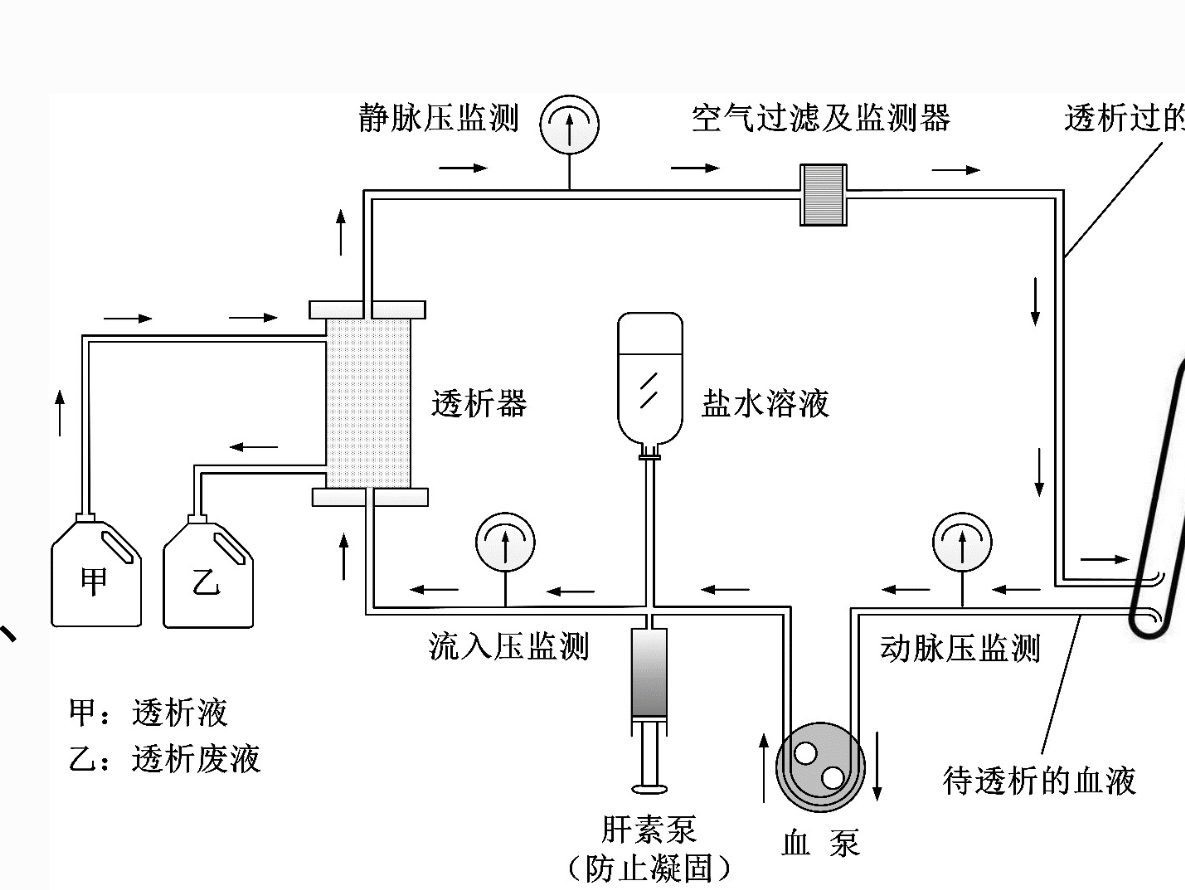 静脉压监测
空气过滤及监测器
透析过的
透析器
盐水溶液
甲
乙
流入压监测
动脉压监测
甲：透析液
乙：透析废液
待透析的血液
肝素泵
（防止凝固）
血 泵